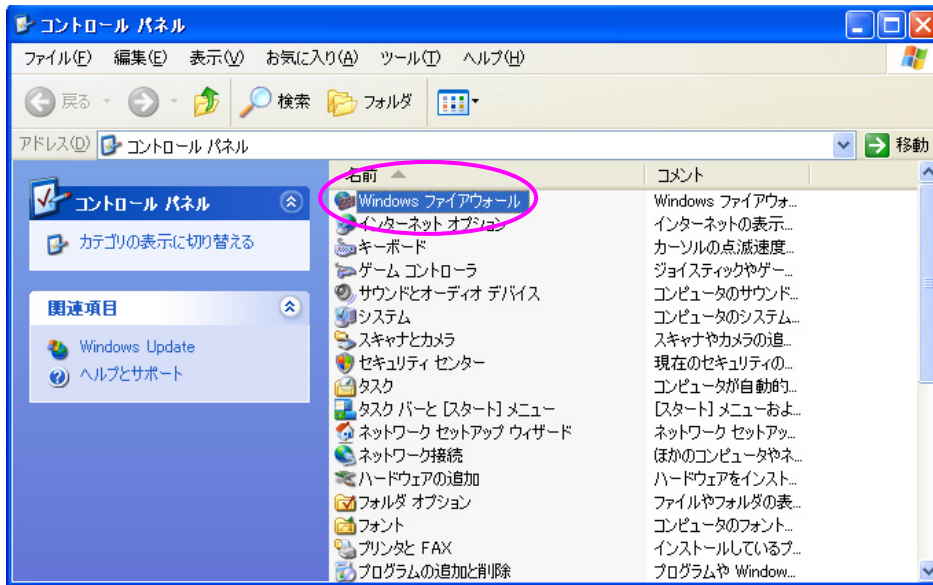 コントロール パネル
ファイル(F) 編集(E) 表示(V) お気に入り(A) ツール(T) ヘルプ(H)
戻る 検索 フォルダ
アドレス(D) コントロール パネル 移動
名前 コメント
コントロール パネル
カテゴリの表示に切り替える
関連項目
Windows Update
ヘルプとサポート
Windows ファイアウォール Windows ファイアウォ...
インターネット オプション インターネットの表示...
キーボード カーソルの点滅速度...
ゲーム コントローラ ジョイスティックやゲー...
サウンドとオーディオ デバイス コンピュータのサウンド...
システム コンピュータのシステム...
スキャナとカメラ スキャナやカメラの追...
セキュリティ センター 現在のセキュリティの...
タスク コンピュータが自動的...
タスク バーと [スタート] メニュー [スタート] メニューおよ...
ネットワーク セットアップ ウィザード ネットワーク セットアッ...
ネットワーク接続 ほかのコンピュータやネ...
ハードウェアの追加 ハードウェアをインスト...
フォルダ オプション ファイルやフォルダの表...
フォント コンピュータのフォント...
プリンタと FAX インストールしているプ...
プログラムの追加と削除 プログラムや Window...